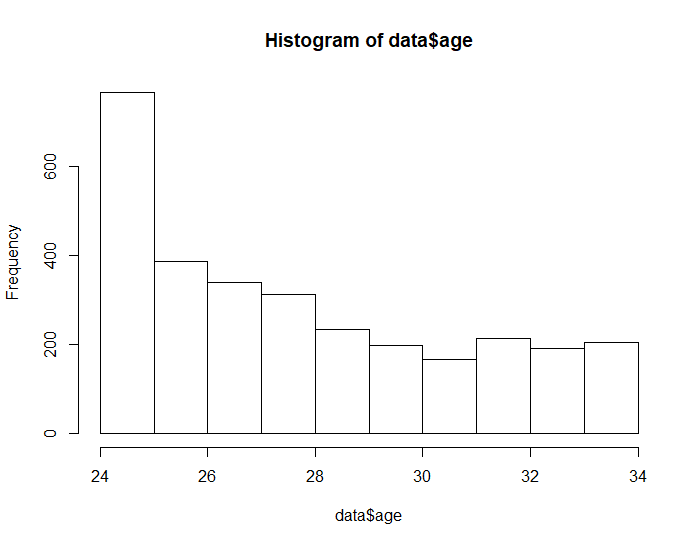 Histogram of data$age
600
400
200
0
Frequency
24 26 28 30 32 34
data$age